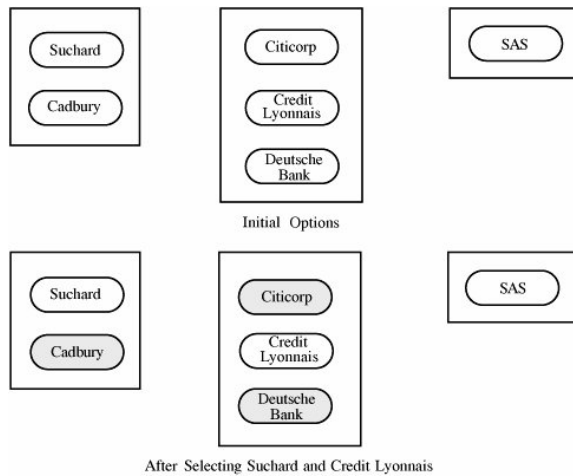 Suchard
Cadbury
Citicorp
Credit
Lyonnais
Deutsche
Bank
SAS
Initial Options
Suchard
Cadbury
Citicorp
Credit
Lyonnais
Deutsche
Bank
SAS
After Selecting Suchard and Credit Lyonnais